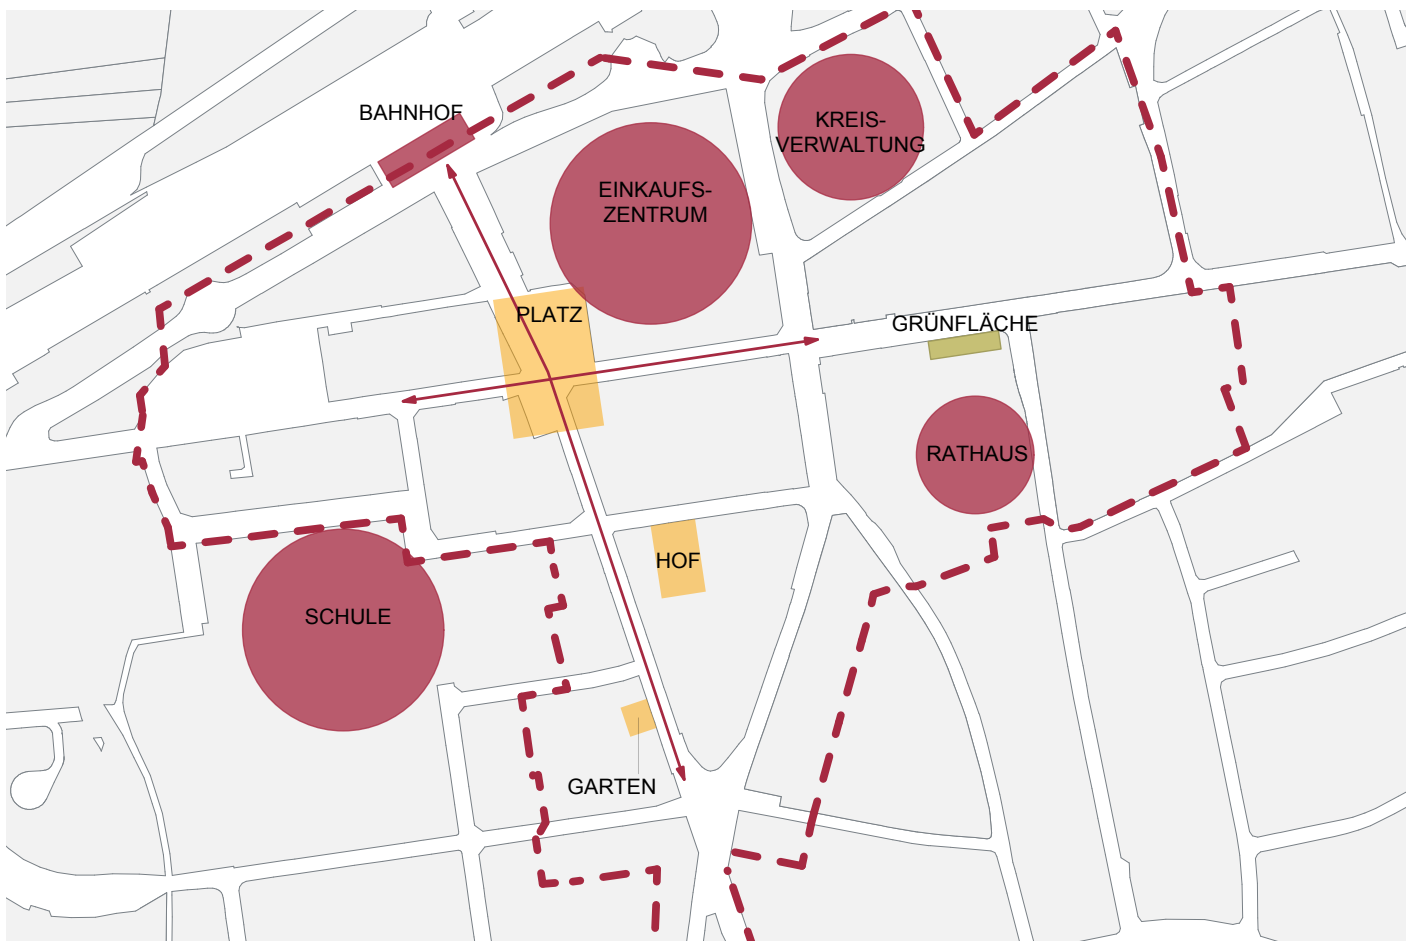 BAHNHOF
KREIS-
VERWALTUNG
EINKAUFS-
ZENTRUM
PLATZ
GRÜNFLÄCHE
RATHAUS
HOF
SCHULE
GARTEN